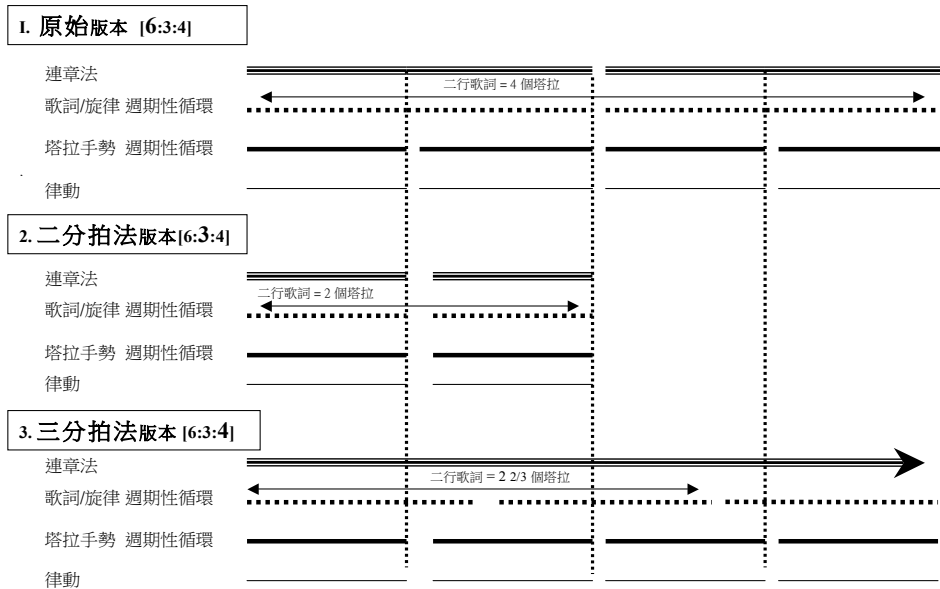 I. 原始版本 [6:3:4]
連章法
二行歌詞 = 4 個塔拉
歌詞/旋律 週期性循環
塔拉手勢 週期性循環
律動
2. 二分拍法版本[6:3:4]
連章法
二行歌詞 = 2 個塔拉
歌詞/旋律 週期性循環
塔拉手勢 週期性循環
律動
3. 三分拍法版本 [6:3:4]
連章法
二行歌詞 = 2 2/3 個塔拉
歌詞/旋律 週期性循環
塔拉手勢 週期性循環
律動